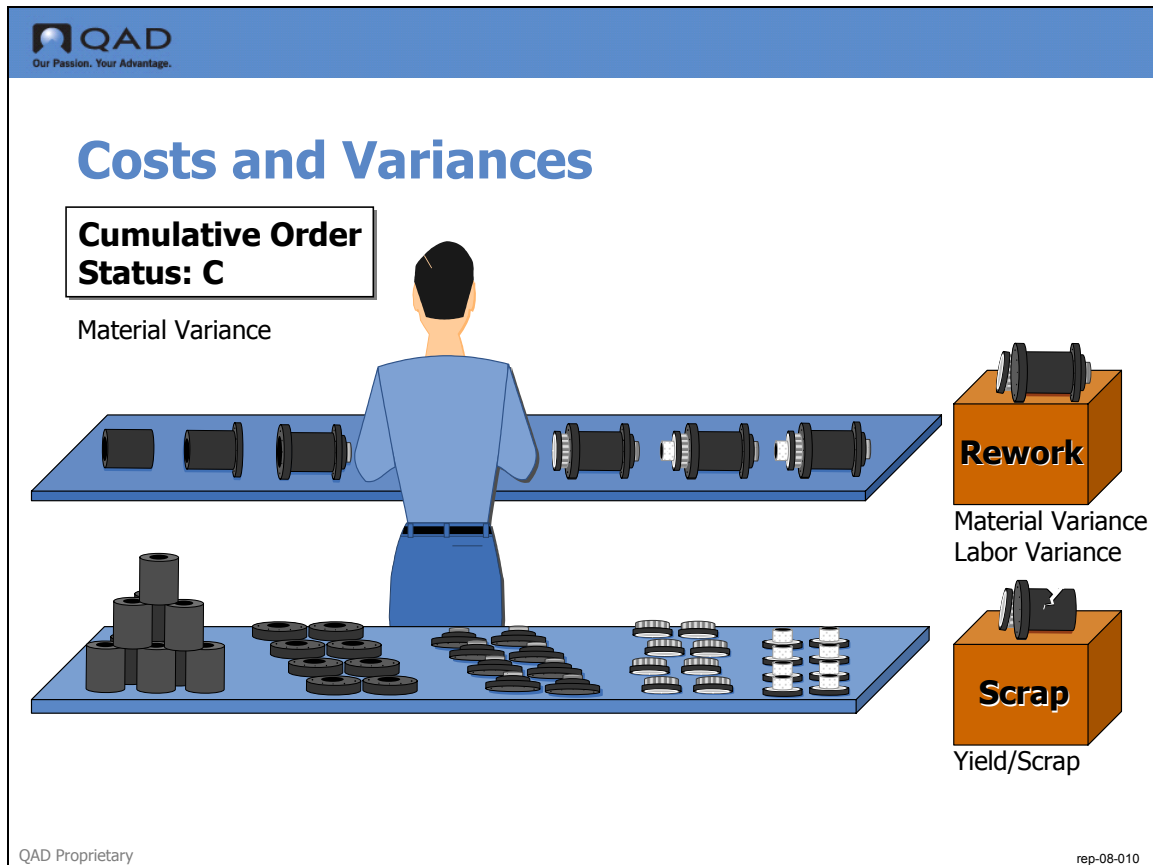 QAD
Our Passion. Your Advantage.
Costs and Variances
Cumulative Order
Status: C
Material Variance
Rework
Material Variance
Labor Variance
Scrap
Yield/Scrap
QAD Proprietary
rep-08-010